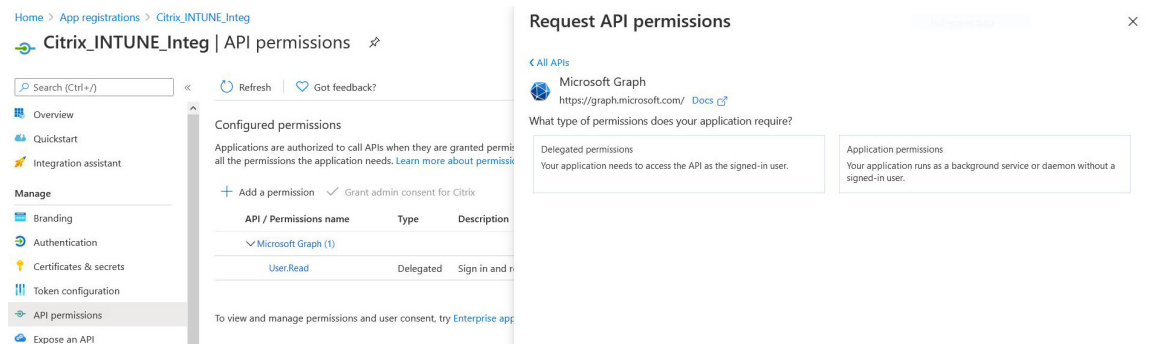 Home > App registrations > Citrix_INTUNE_Integ
Citrix_INTUNE_Integ | API permissions
Search (Ctrl+/)
«
Overview
Quickstart
Integration assistant
Manage
Branding
Authentication
Certificates & secrets
Token configuration
API permissions
Expose an API
Refresh
Got feedback?
Configured permissions
Applications are authorized to call APIs when they are granted permis
all the permissions the application needs. Learn more about permissio
+ Add a permission ✓ Grant admin consent for Citrix
API / Permissions name Type Description
Microsoft Graph (1)
User.Read Delegated Sign in and r
To view and manage permissions and user consent, try Enterprise app
Request API permissions
All APIs
Microsoft Graph
https://graph.microsoft.com/ Docs
What type of permissions does your application require?
Delegated permissions
Your application needs to access the API as the signed-in user.
Application permissions
Your application runs as a background service or daemon without a
signed-in user.